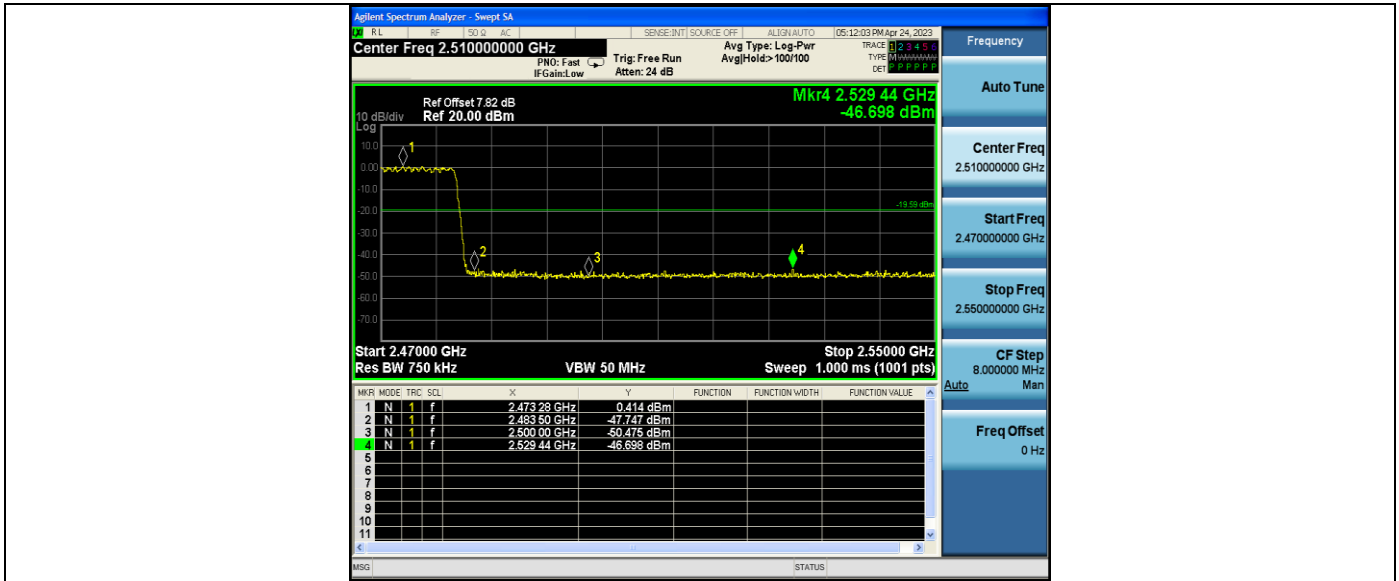 Agilent Spectrum Analyzer - Swept SA
RL RF 50 Ω AC SENSE:INT SOURCE OFF ALIGN AUTO 05:12:03 PM Apr 24, 2023
Center Freq 2.510000000 GHz
PNO: Fast
IFGain:Low
Trig: Free Run
Atten: 24 dB
Avg Type: Log-Pwr
Avg|Hold:> 100/100
TRACE 1 2 3 4 5 6
TYPE M WWWWW
DET P P P P P P
Mkr4 2.529 44 GHz
-46.698 dBm
Ref Offset 7.82 dB
10 dB/div Ref 20.00 dBm
Log
10.0
0.00
-10.0
-20.0
-30.0
-40.0
-50.0
-60.0
-70.0
1
2
3
4
-19.59 dBm
Start 2.47000 GHz Stop 2.55000 GHz
Res BW 750 kHz VBW 50 MHz Sweep 1.000 ms (1001 pts)
MKR MODE TRC SCL X Y FUNCTION FUNCTION WIDTH FUNCTION VALUE
1 N 1 f 2.473 28 GHz 0.414 dBm
2 N 1 f 2.483 50 GHz -47.747 dBm
3 N 1 f 2.500 00 GHz -50.475 dBm
4 N 1 f 2.529 44 GHz -46.698 dBm
5
6
7
8
9
10
11
MSG STATUS
Frequency
Auto Tune
Center Freq
2.510000000 GHz
Start Freq
2.470000000 GHz
Stop Freq
2.550000000 GHz
CF Step
8.000000 MHz
Auto Man
Freq Offset
0 Hz